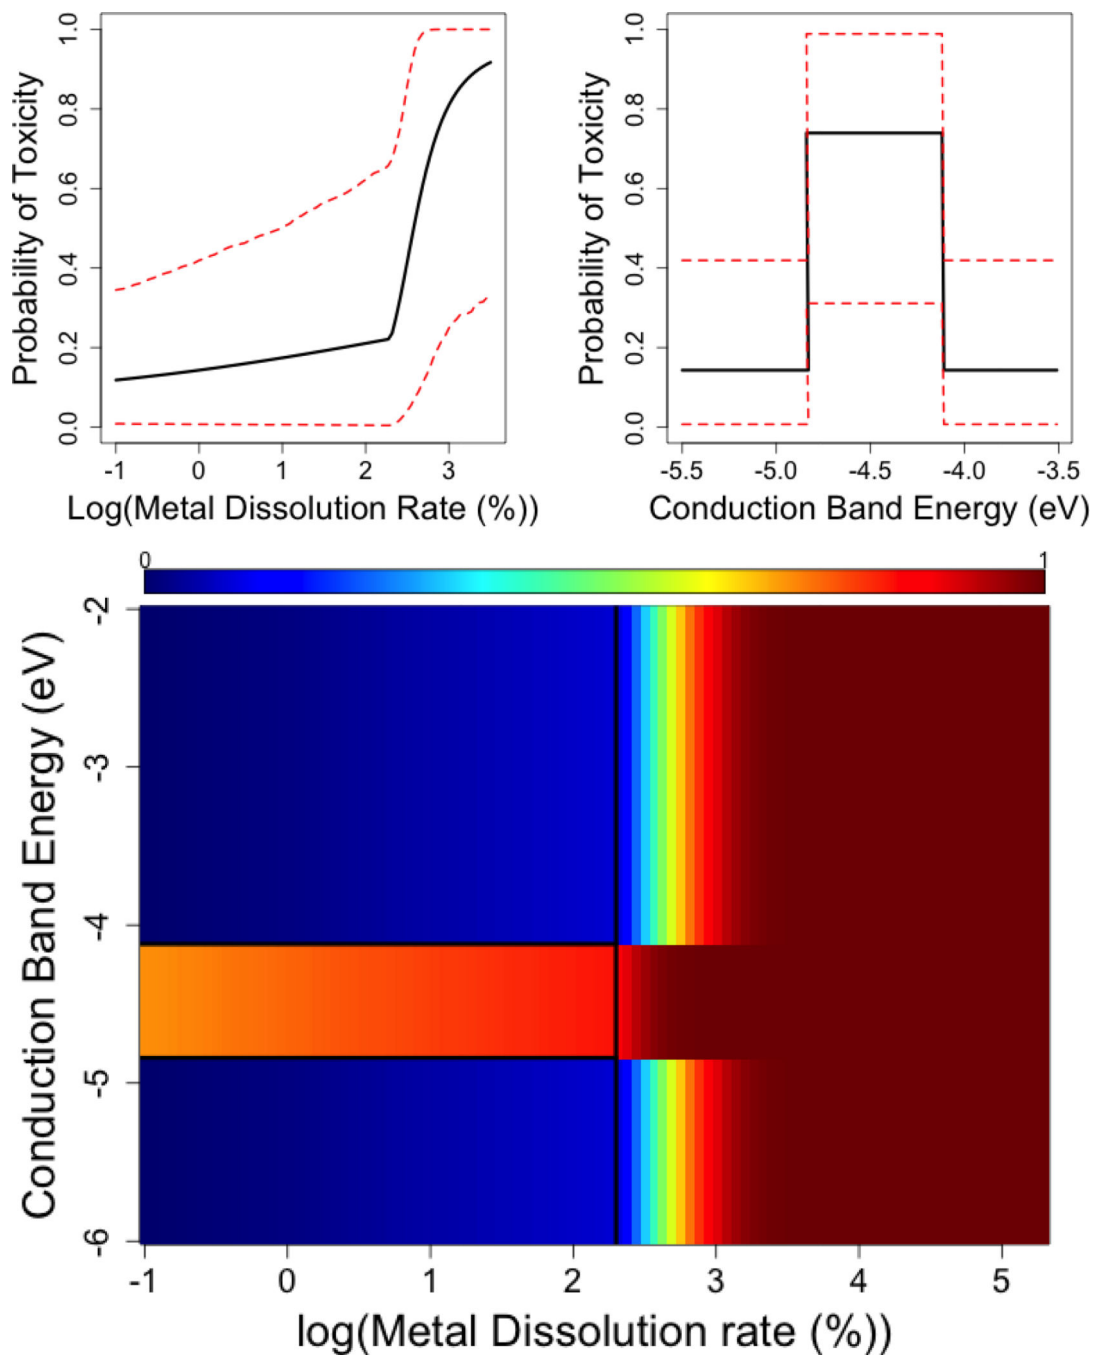 Probability of Toxicity
0.0 0.2 0.4 0.6 0.8 1.0
-1 0 1 2 3
Log(Metal Dissolution Rate (%))
Probability of Toxicity
0.0 0.2 0.4 0.6 0.8 1.0
-5.5 -5.0 -4.5 -4.0 -3.5
Conduction Band Energy (eV)
0 1
Conduction Band Energy (eV)
-6 -5 -4 -3 -2
-1 0 1 2 3 4 5
log(Metal Dissolution rate (%))